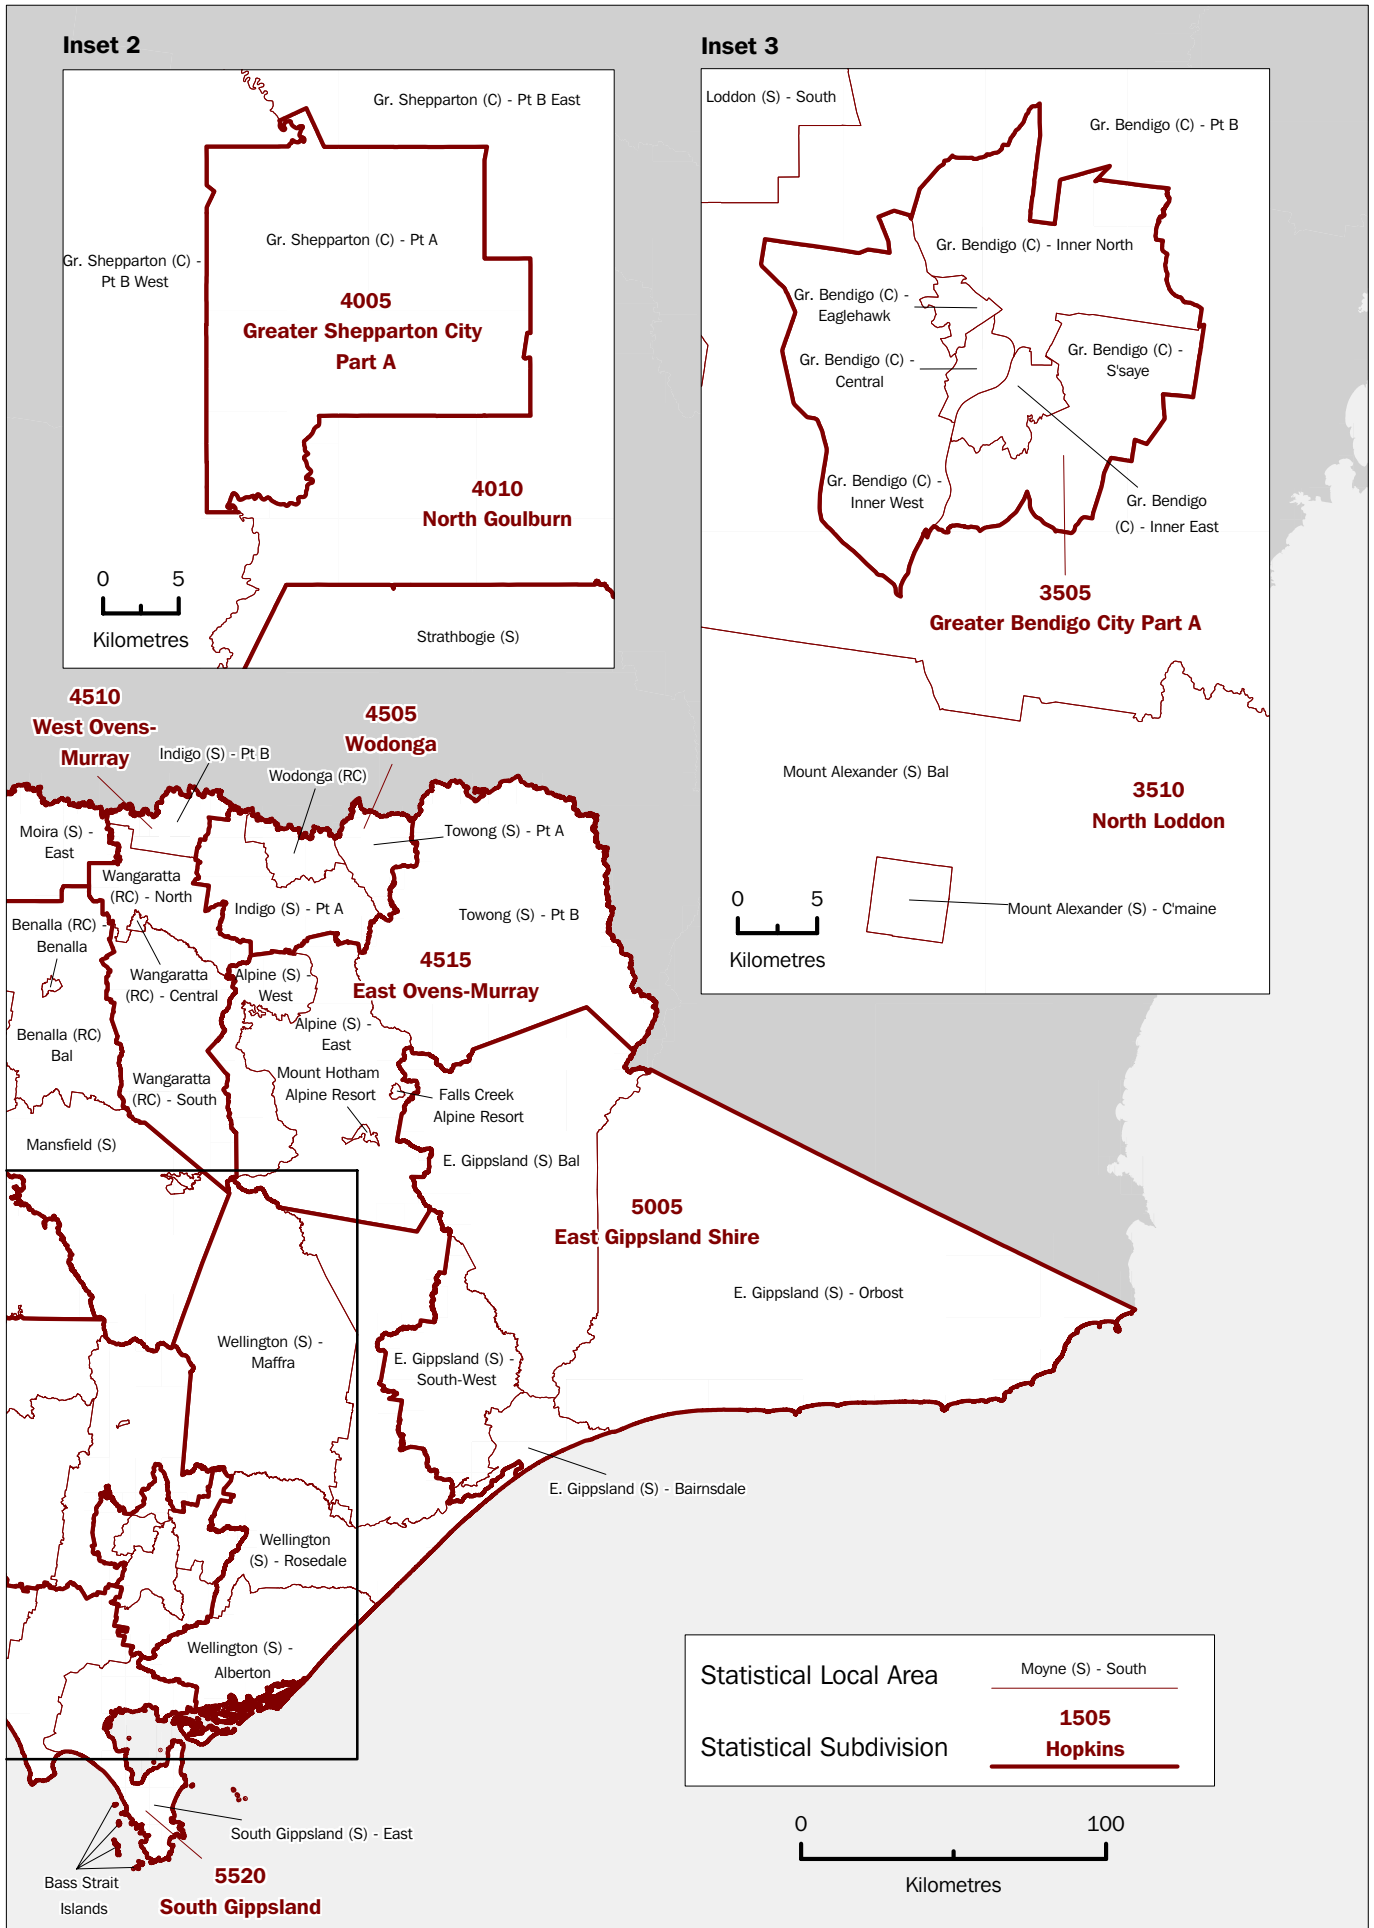 Inset 2
Gr. Shepparton (C) - Pt B East
Gr. Shepparton (C) - Pt A
Gr. Shepparton (C) -
Pt B West
4005
Greater Shepparton City
Part A
4010
North Goulburn
0 5
Kilometres
Strathbogie (S)
Inset 3
Loddon (S) - South
Gr. Bendigo (C) - Pt B
Gr. Bendigo (C) - Inner North
Gr. Bendigo (C) -
Eaglehawk
Gr. Bendigo (C) -
Central
Gr. Bendigo (C) -
S'saye
Gr. Bendigo (C) -
Inner West
Gr. Bendigo
(C) - Inner East
3505
Greater Bendigo City Part A
Mount Alexander (S) Bal
3510
North Loddon
0 5
Kilometres
Mount Alexander (S) - C'maine
4510
West Ovens-
Murray
Indigo (S) - Pt B
4505
Wodonga
Wodonga (RC)
Moira (S) -
East
Towong (S) - Pt A
Wangaratta
(RC) - North
Indigo (S) - Pt A
Towong (S) - Pt B
Benalla (RC) -
Benalla
4515
East Ovens-Murray
Wangaratta
(RC) - Central
Alpine (S) -
West
Benalla (RC)
Bal
Alpine (S) -
East
Wangaratta
(RC) - South
Mount Hotham
Alpine Resort
Falls Creek
Alpine Resort
Mansfield (S)
E. Gippsland (S) Bal
5005
East Gippsland Shire
E. Gippsland (S) - Orbost
Wellington (S) -
Maffra
E. Gippsland (S) -
South-West
E. Gippsland (S) - Bairnsdale
Wellington
(S) - Rosedale
Wellington (S) -
Alberton
South Gippsland (S) - East
Bass Strait
Islands
5520
South Gippsland
Statistical Local Area
Moyne (S) - South
Statistical Subdivision
1505
Hopkins
0 100
Kilometres